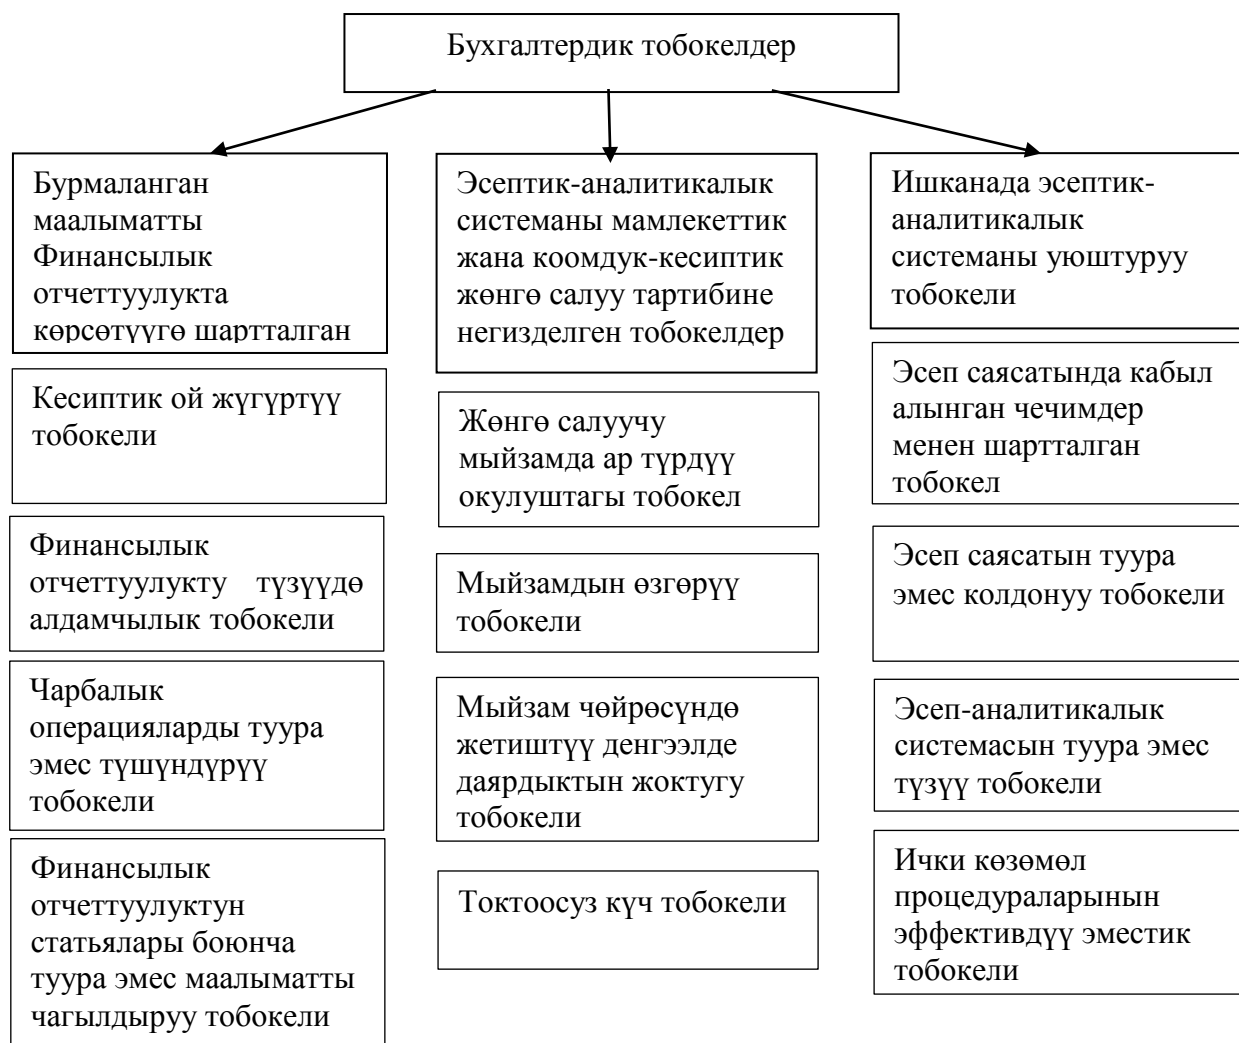 Бухгалтердик тобокелдер
Бурмаланган
маалыматты
Финансылык
отчеттуулукта
көрсөтүүгө шартталган
Кесиптик ой жүгүртүү
тобокели
Финансылык
отчеттуулукту түзүүдө
алдамчылык тобокели
Чарбалык
операцияларды туура
эмес түшүндүрүү
тобокели
Финансылык
отчеттуулуктун
статьялары боюнча
туура эмес маалыматты
чагылдыруу тобокели
Эсептик-аналитикалык
системаны мамлекеттик
жана коомдук-кесиптик
жөнгө салуу тартибине
негизделген тобокелдер
Жөнгө салуучу
мыйзамда ар түрдүү
окулуштагы тобокел
Мыйзамдын өзгөрүү
тобокели
Мыйзам чөйрөсүндө
жетиштүү денгээлде
даярдыктын жоктугу
тобокели
Токтоосуз күч тобокели
Ишканада эсептик-
аналитикалык
системаны уюштуруу
тобокели
Эсеп саясатында кабыл
алынган чечимдер
менен шартталган
тобокел
Эсеп саясатын туура
эмес колдонуу тобокели
Эсеп-аналитикалык
системасын туура эмес
түзүү тобокели
Ички көзөмөл
процедураларынын
эффективдүү эместик
тобокели